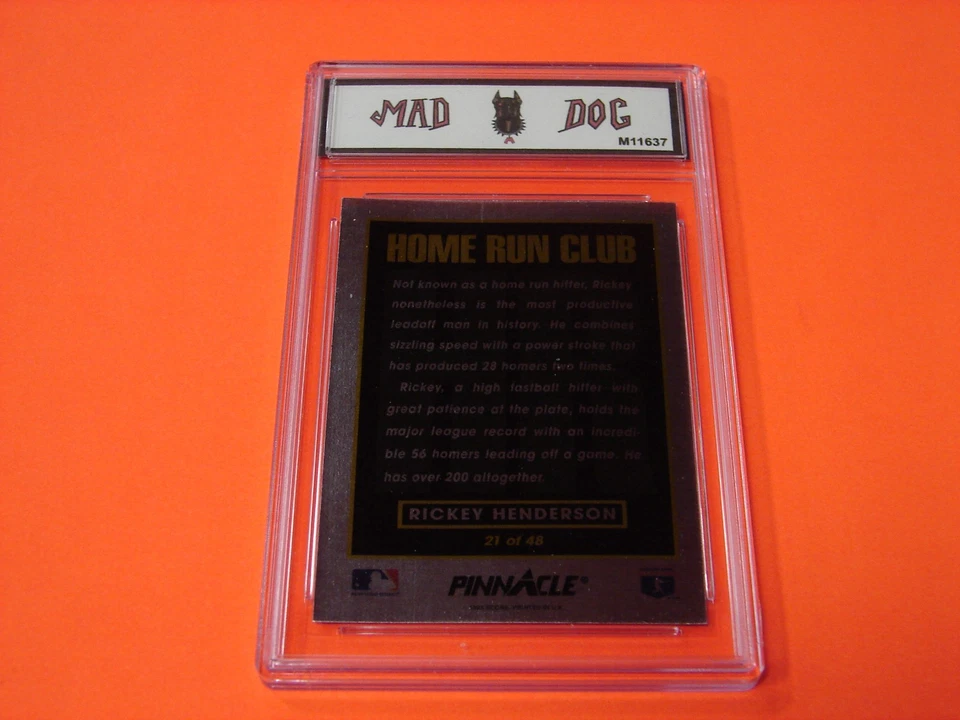 MAD DOG
M11637
HOME RUN CLUB
Not known as a home run hitter, Rickey
nonetheless is the most productive
leadoff man in history. He combines
sizzling speed with a power stroke that
has produced 28 homers two times.
Rickey, a high fastball hitter with
great patience at the plate, holds the
major league record with an incredi-
ble 56 homers leading off a game. He
has over 200 altogether.
RICKEY HENDERSON
21 of 48
PINNACLE®